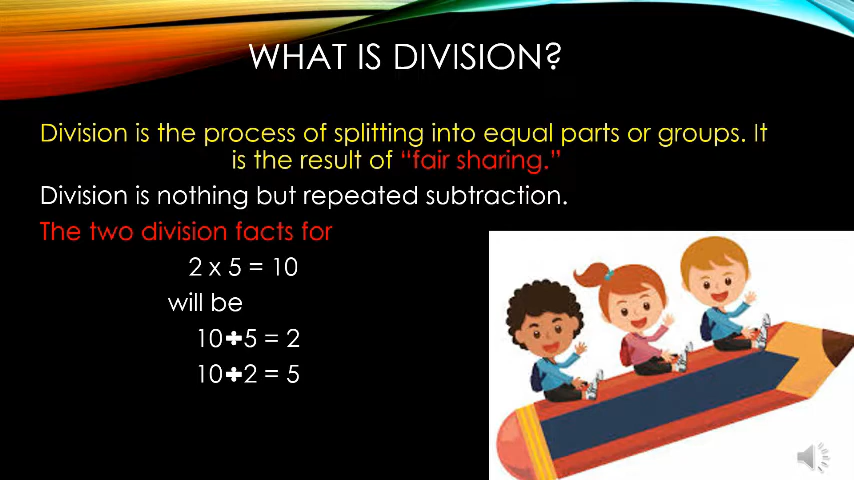 WHAT IS DIVISION?
Division is the process of splitting into equal parts or groups. It
is the result of “fair sharing.”
Division is nothing but repeated subtraction.
The two division facts for
2 x 5 = 10
will be
10✚5 = 2
10✚2 = 5